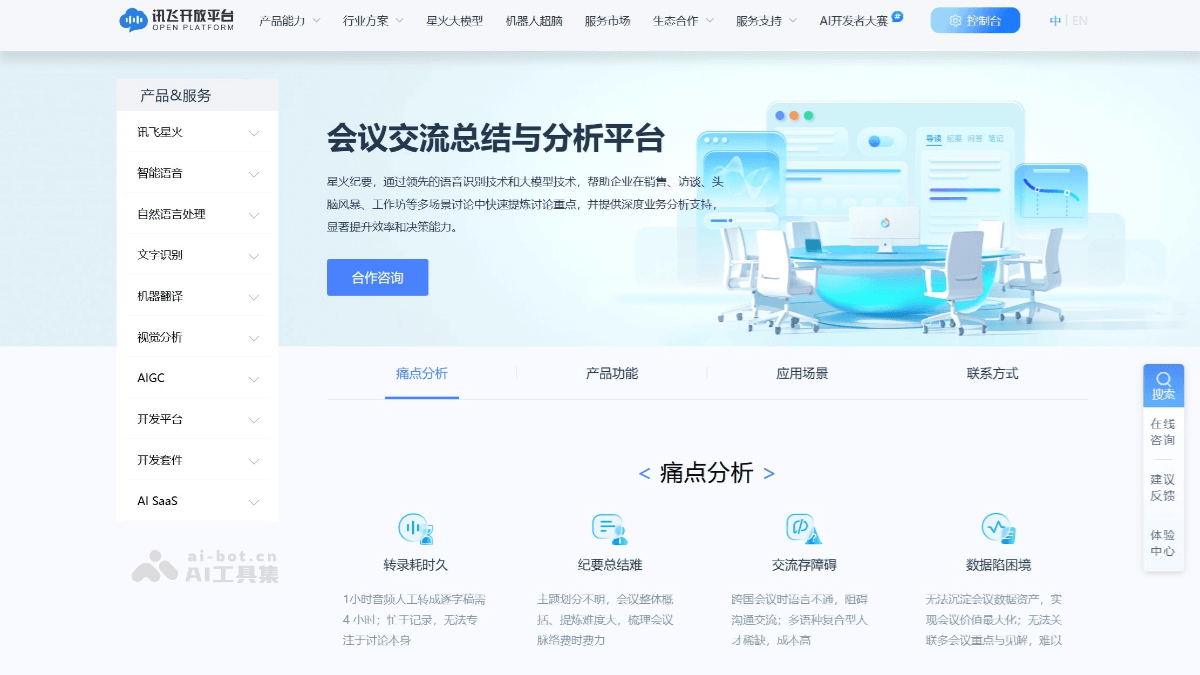 讯飞开放平台
OPEN PLATFORM
产品能力
行业方案
星火大模型
机器人超脑
服务市场
生态合作
服务支持
AI开发者大赛
控制台
中 | EN
产品&服务
讯飞星火
智能语音
自然语言处理
文字识别
机器翻译
视觉分析
AIGC
开发平台
开发套件
AI SaaS
会议交流总结与分析平台
星火纪要，通过领先的语音识别技术和大模型技术，帮助企业在销售、访谈、头
脑风暴、工作坊等多场景讨论中快速提炼讨论重点，并提供深度业务分析支持，
显著提升效率和决策能力。
合作咨询
导读 纪要 问答 笔记
痛点分析
产品功能
应用场景
联系方式
< 痛点分析 >
转录耗时久
1小时音频人工转成逐字稿需
4 小时；忙于记录，无法专
注于讨论本身
纪要总结难
主题划分不明，会议整体概
括、提炼难度大，梳理会议
脉络费时费力
交流存障碍
跨国会议时语言不通，阻碍
沟通交流；多语种复合型人
才稀缺，成本高
数据陷困境
无法沉淀会议数据资产，实
现会议价值最大化；无法关
联多会议重点与见解，难以
搜索
在线
咨询
建议
反馈
体验
中心
ai-bot.cn
AI工具集